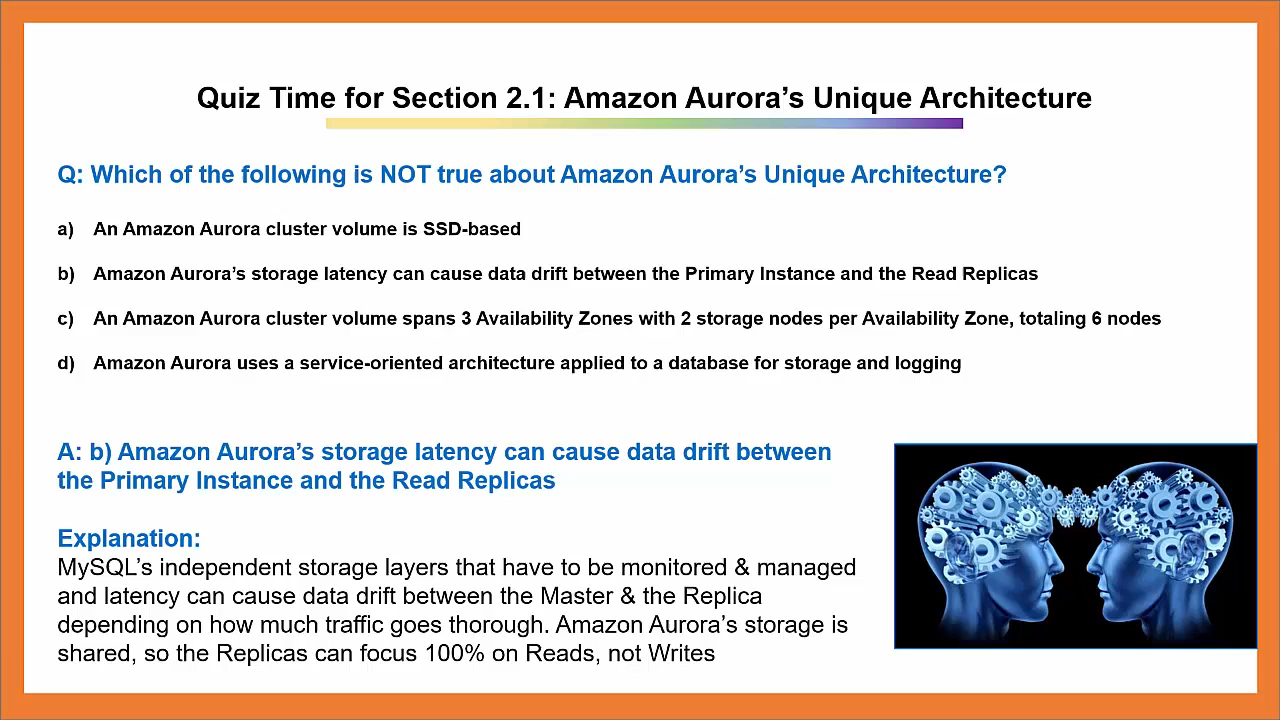 Quiz Time for Section 2.1: Amazon Aurora’s Unique Architecture
Q: Which of the following is NOT true about Amazon Aurora’s Unique Architecture?
a) An Amazon Aurora cluster volume is SSD-based
b) Amazon Aurora’s storage latency can cause data drift between the Primary Instance and the Read Replicas
c) An Amazon Aurora cluster volume spans 3 Availability Zones with 2 storage nodes per Availability Zone, totaling 6 nodes
d) Amazon Aurora uses a service-oriented architecture applied to a database for storage and logging
A: b) Amazon Aurora’s storage latency can cause data drift between
the Primary Instance and the Read Replicas
Explanation:
MySQL’s independent storage layers that have to be monitored & managed
and latency can cause data drift between the Master & the Replica
depending on how much traffic goes thorough. Amazon Aurora’s storage is
shared, so the Replicas can focus 100% on Reads, not Writes